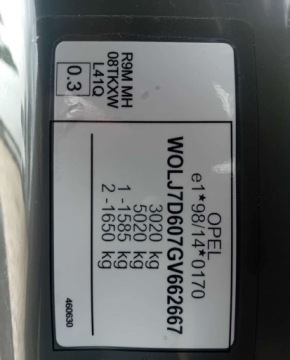 OPEL
e1*98/14*0170
WOLJ7D607GV662667
3020 kg
5020 kg
1 -1585 kg
2 -1650 kg
R9M MH
08TKXW
L41Q
0.3
460630